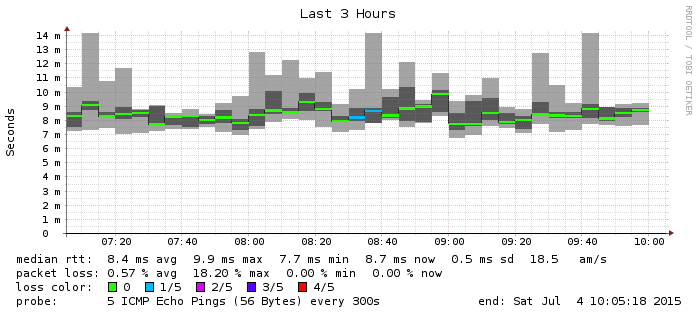 Last 3 Hours
RRDTOOL / TOBI OETIKER
Seconds
14 m
13 m
12 m
11 m
10 m
9 m
8 m
7 m
6 m
5 m
4 m
3 m
2 m
1 m
0
07:20 07:40 08:00 08:20 08:40 09:00 09:20 09:40 10:00
median rtt: 8.4 ms avg 9.9 ms max 7.7 ms min 8.7 ms now 0.5 ms sd 18.5 am/s
packet loss: 0.57 % avg 18.20 % max 0.00 % min 0.00 % now
loss color: 0 1/5 2/5 3/5 4/5
probe: 5 ICMP Echo Pings (56 Bytes) every 300s end: Sat Jul 4 10:05:18 2015